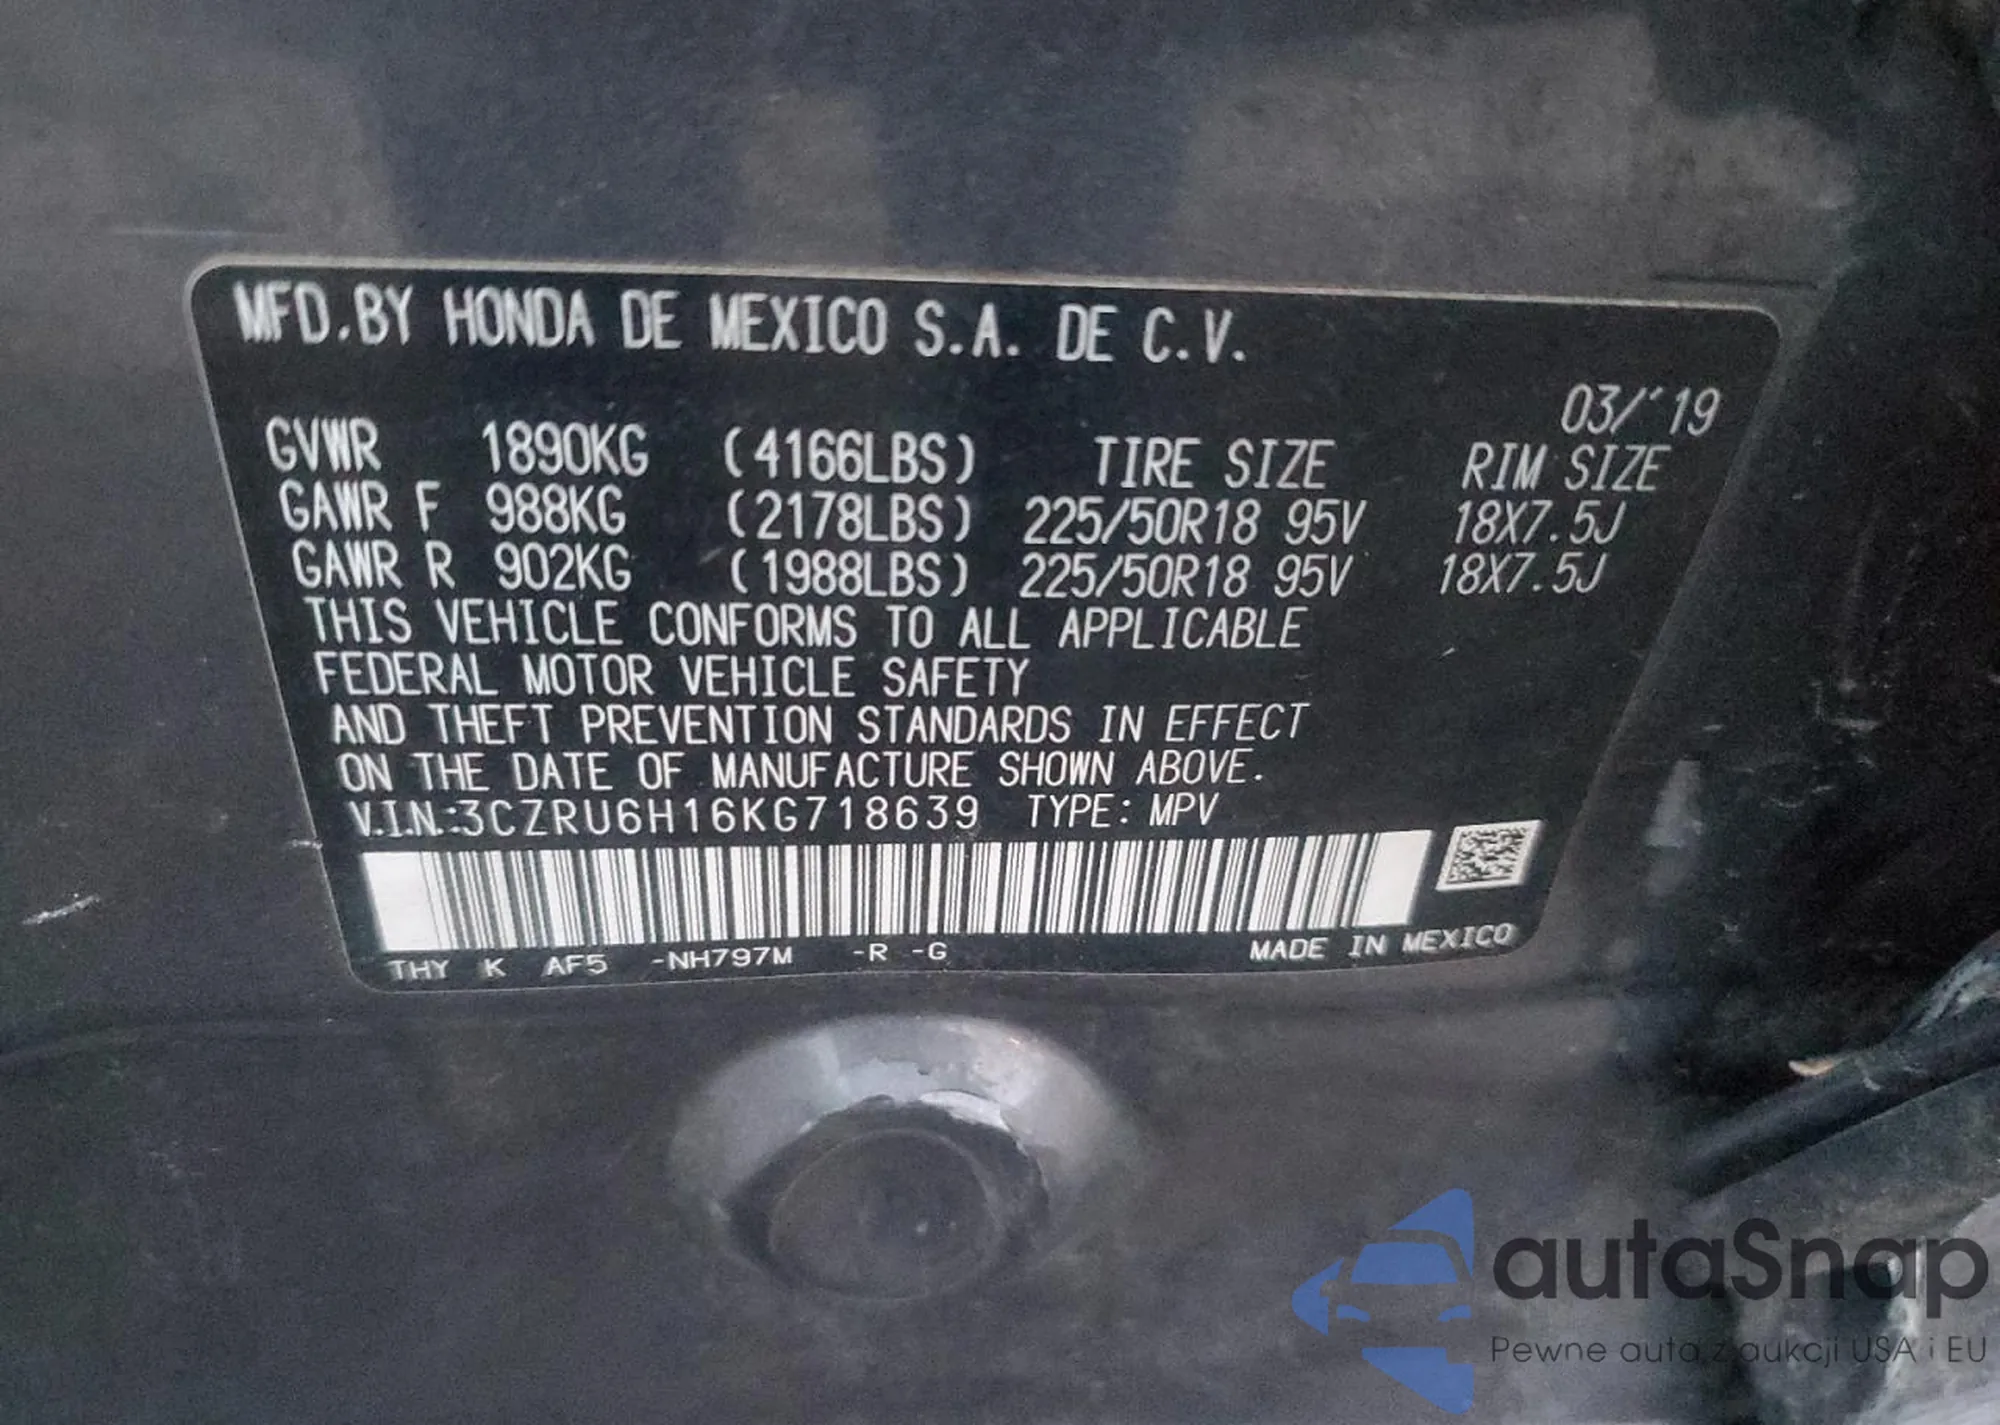 MFD.BY HONDA DE MEXICO S.A. DE C.V.
03/'19
GVWR 1890KG (4166LBS) TIRE SIZE RIM SIZE
GAWR F 988KG (2178LBS) 225/50R18 95V 18X7.5J
GAWR R 902KG (1988LBS) 225/50R18 95V 18X7.5J
THIS VEHICLE CONFORMS TO ALL APPLICABLE
FEDERAL MOTOR VEHICLE SAFETY
AND THEFT PREVENTION STANDARDS IN EFFECT
ON THE DATE OF MANUFACTURE SHOWN ABOVE.
V.I.N.:3CZRU6H16KG718639 TYPE: MPV
THY K AF5 -NH797M -R -G MADE IN MEXICO
autaSnap
Pewne auta z aukcji USA i EU